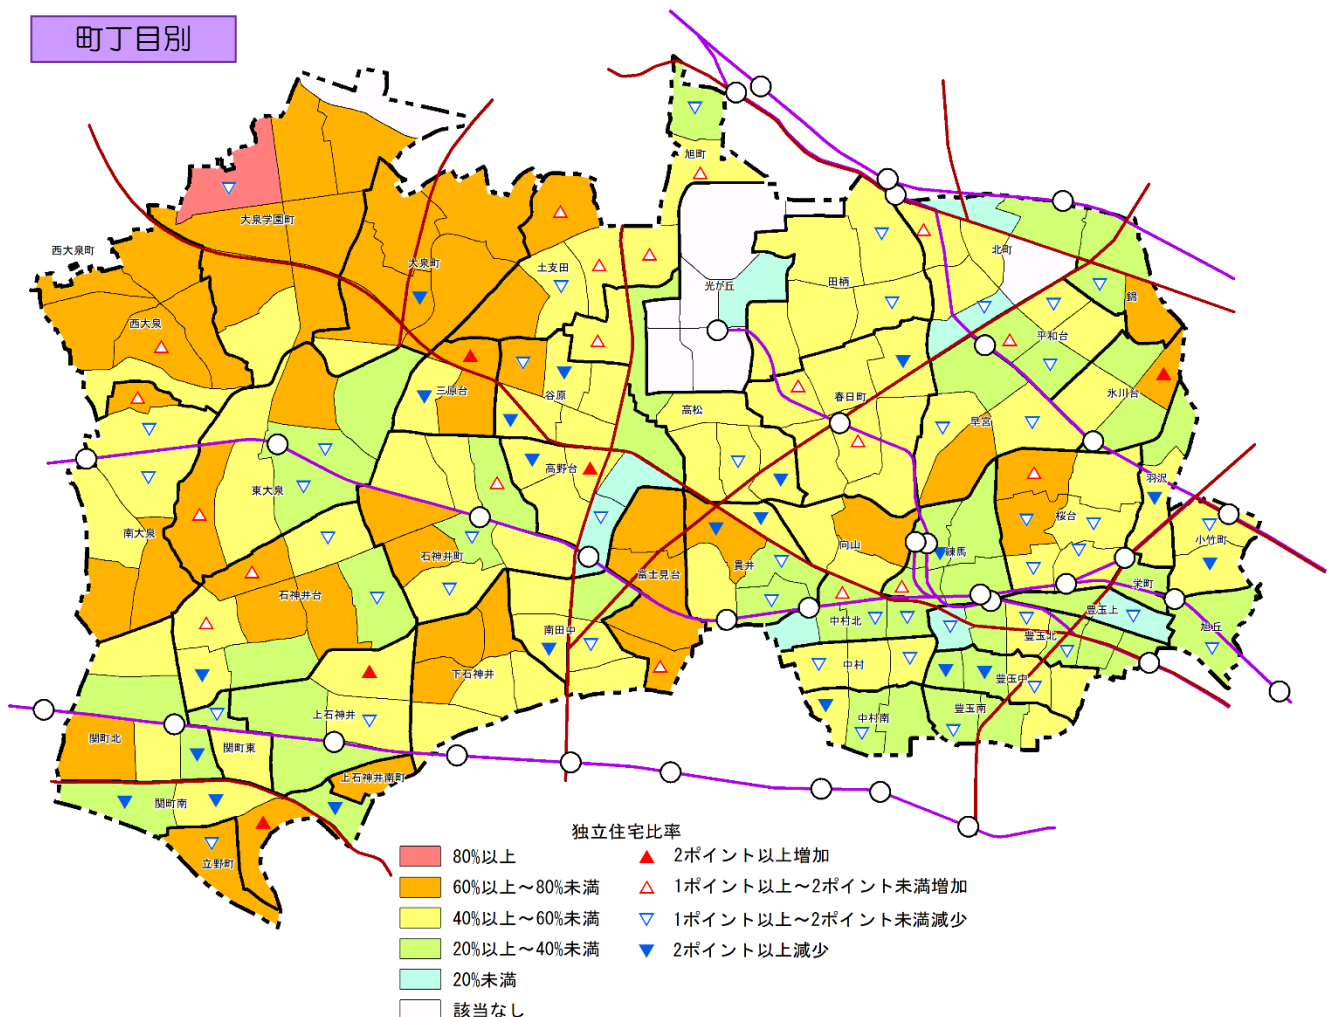 町丁目別
旭町
大泉学園町
西大泉町
北町
大泉町
土支田
田柄
光が丘
錦
西大泉
平和台
三原台
谷原
春日町
氷川台
高松
早宮
高野台
羽沢
東大泉
桜台
南大泉
小竹町
向山
練馬
石神井町
貫井
富士見台
栄町
石神井台
豊玉上
中村北
旭丘
南田中
豊玉北
中村
下石神井
豊玉中
上石神井
豊玉南
中村南
関町北
関町東
上石神井南町
関町南
立野町
独立住宅比率
80%以上
2ポイント以上増加
60%以上～80%未満
1ポイント以上～2ポイント未満増加
40%以上～60%未満
1ポイント以上～2ポイント未満減少
20%以上～40%未満
2ポイント以上減少
20%未満
該当なし